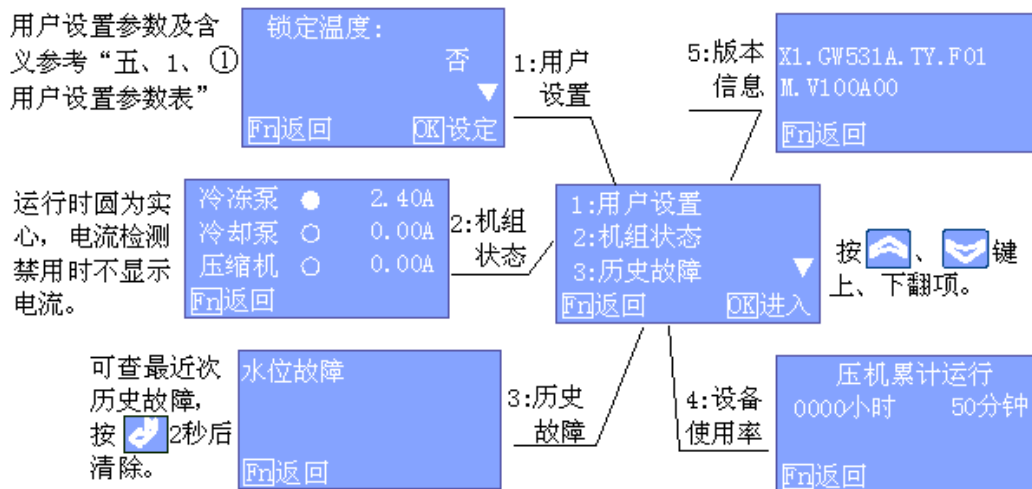 用户设置参数及含
义参考“五、1、①
用户设置参数表”
锁定温度:
否
Fn返回 OK设定
1:用户
设置
5:版本
信息
X1.GW531A.TY.F01
M.V100A00
Fn返回
运行时圆为实
心，电流检测
禁用时不显示
电流。
冷冻泵 2.40A
冷却泵 0.00A
压缩机 0.00A
Fn返回
2:机组
状态
1:用户设置
2:机组状态
3:历史故障
Fn返回 OK进入
按、键
上、下翻项。
可查最近次
历史故障,
按2秒后
清除。
水位故障
Fn返回
3:历史
故障
4:设备
使用率
压机累计运行
0000小时 50分钟
Fn返回